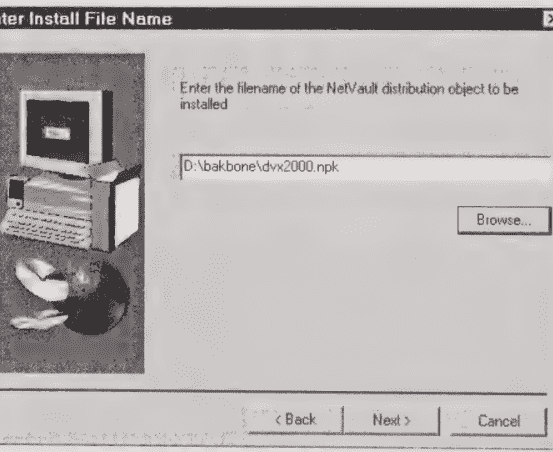 ter Install File Name
Enter the filename of the NetVault distribution object to be
installed
D:\bakbone\dvx2000.npk
Browse...
< Back
Next >
Cancel